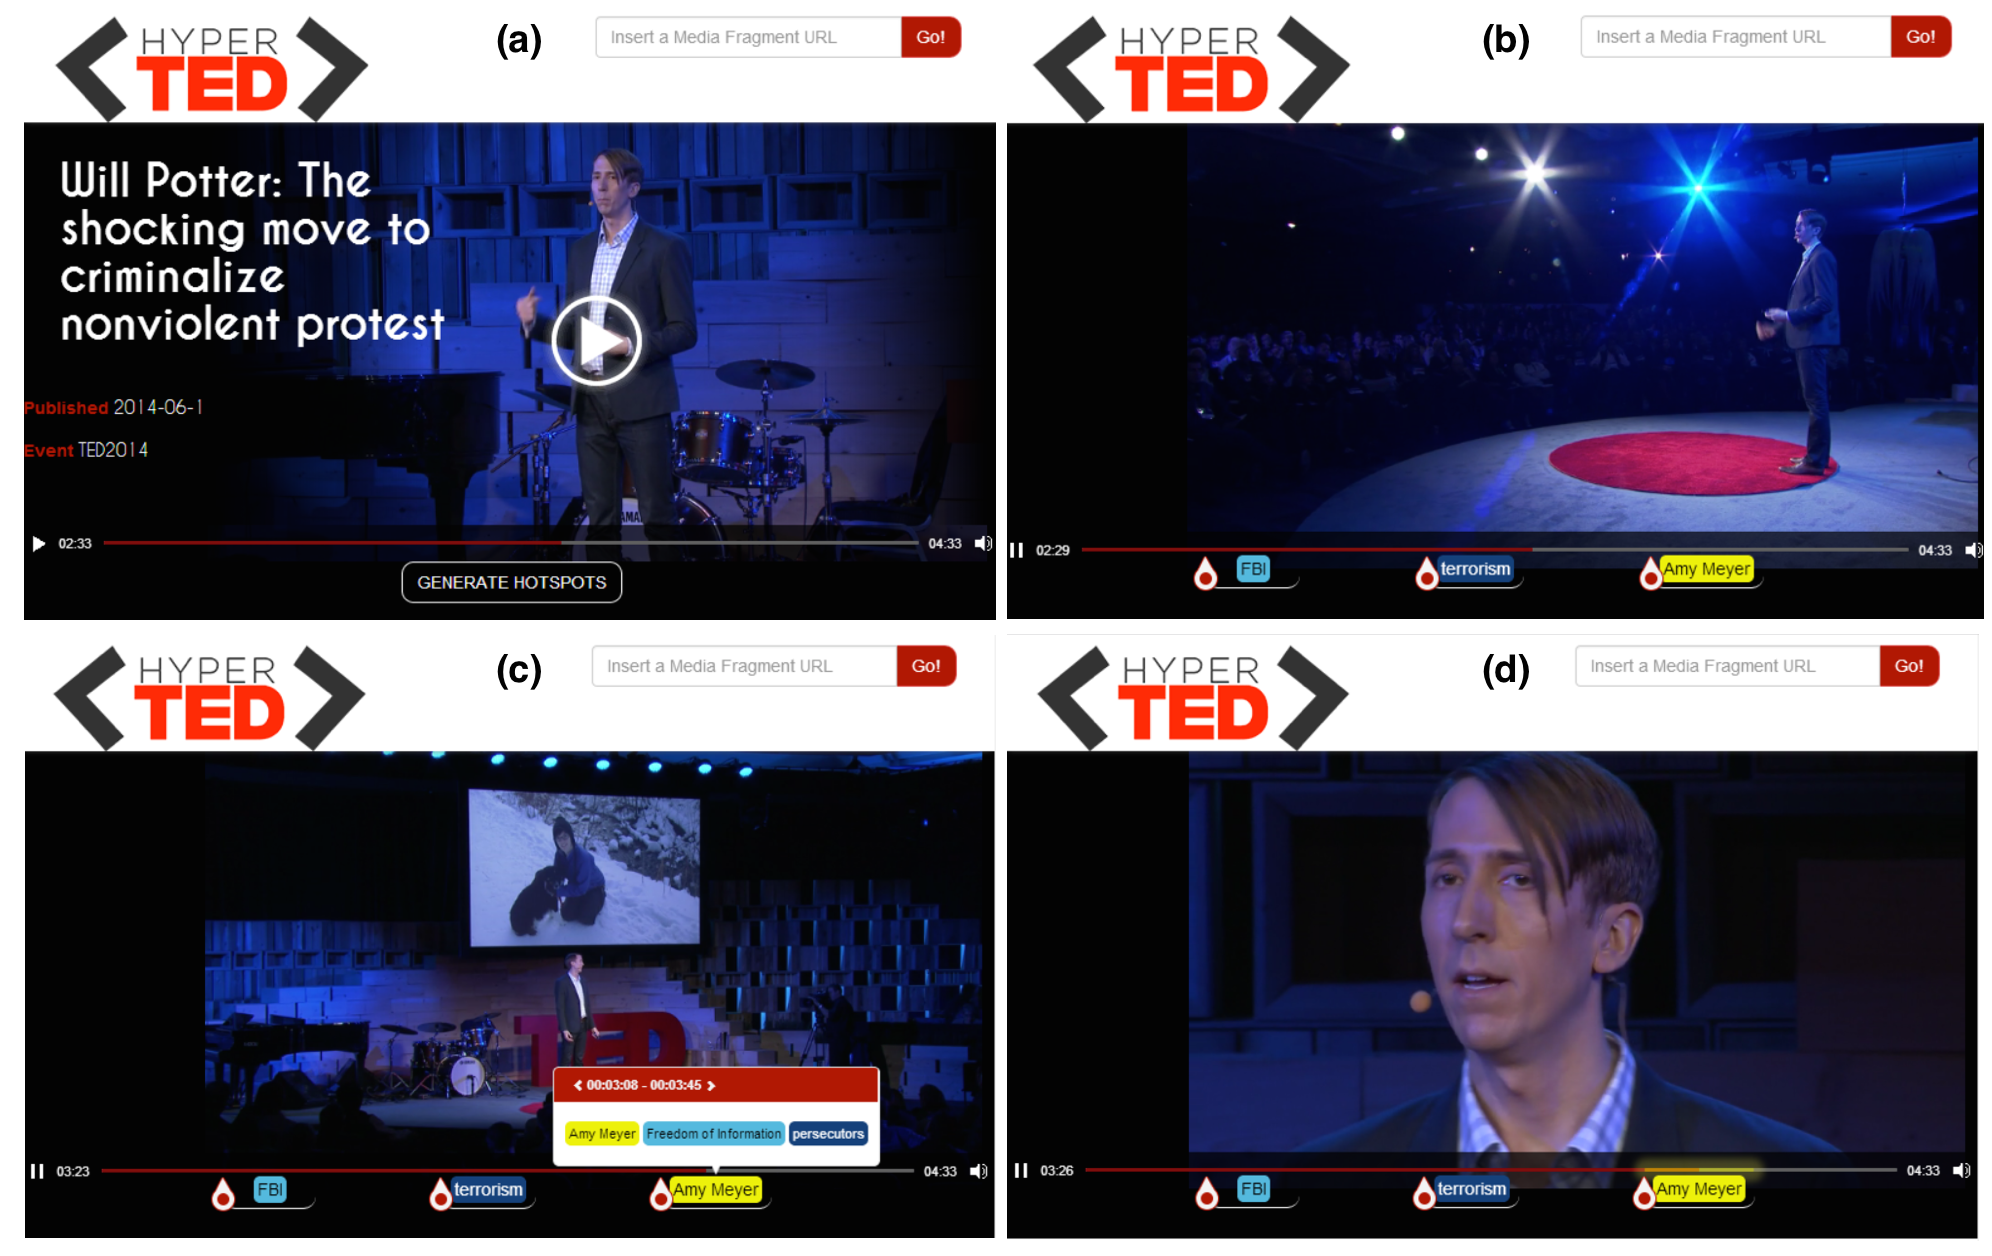 HYPER
TED
(a)
Insert a Media Fragment URL
Go!
Will Potter: The
shocking move to
criminalize
nonviolent protest
Published 2014-06-1
Event TED2014
YAMA
02:33
04:33
GENERATE HOTSPOTS
HYPER
TED
(b)
Insert a Media Fragment URL
Go!
02:29
04:33
FBI
terrorism
Amy Meyer
HYPER
TED
(c)
Insert a Media Fragment URL
Go!
TED
00:03:08 - 00:03:45
Amy Meyer Freedom of Information persecutors
03:23
04:33
FBI
terrorism
Amy Meyer
HYPER
TED
(d)
Insert a Media Fragment URL
Go!
03:26
04:33
FBI
terrorism
Amy Meyer